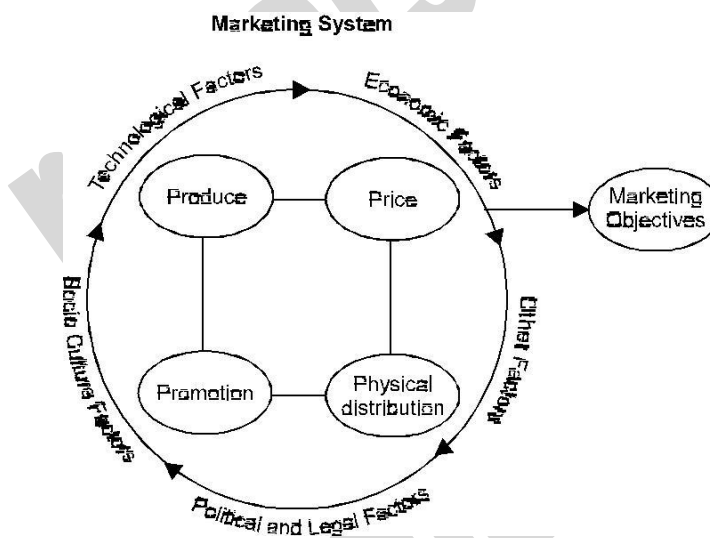 Marketing System
Technological Factors
Economic Factors
Produce
Price
Marketing
Objectives
Promotion
Physical
distribution
Political and Legal Factors